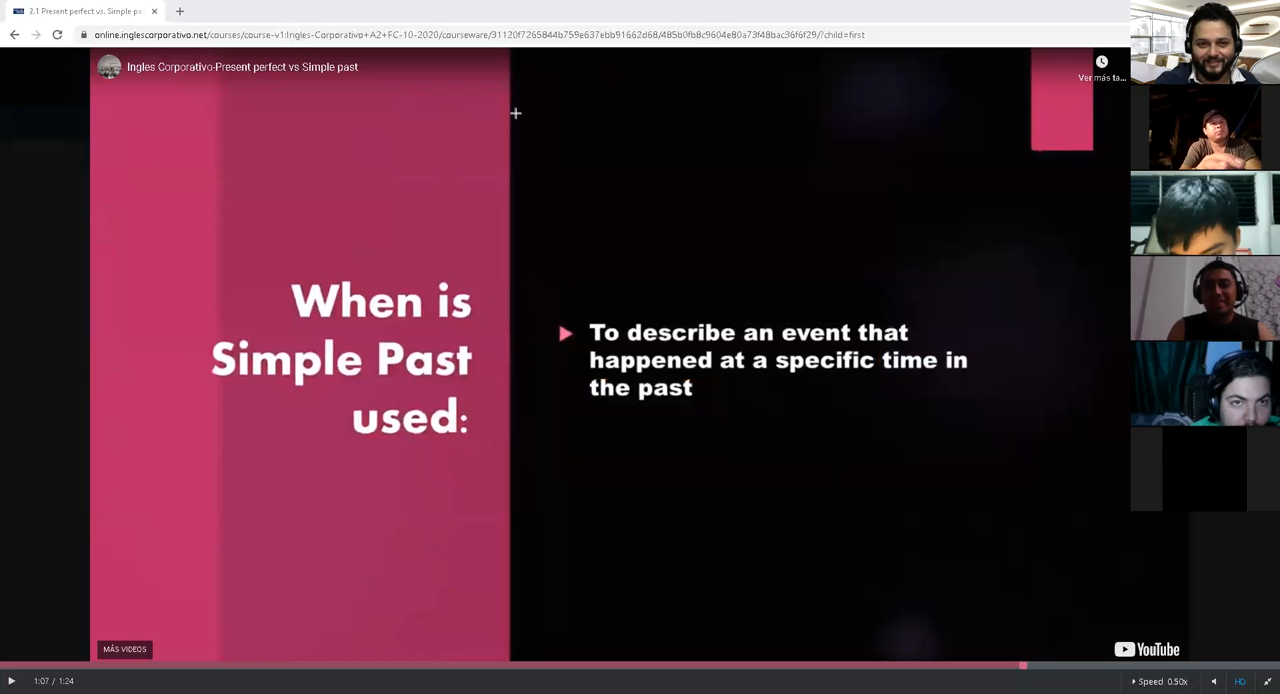 2.1 Present perfect vs. Simple pa
online.inglescorporativo.net/courses/course-v1:Ingles-Corporativo+A2+FC-10-2020/courseware/31120f7265844b759e637ebb91662d68/485b0fb8c9604e80a73f48bac36f6f29/?child=first
Ingles Corporativo-Present perfect vs Simple past
Ver más ta...
When is
Simple Past
used:
To describe an event that
happened at a specific time in
the past
MÁS VIDEOS
YouTube
1:07 / 1:24
Speed 0.50x
HD